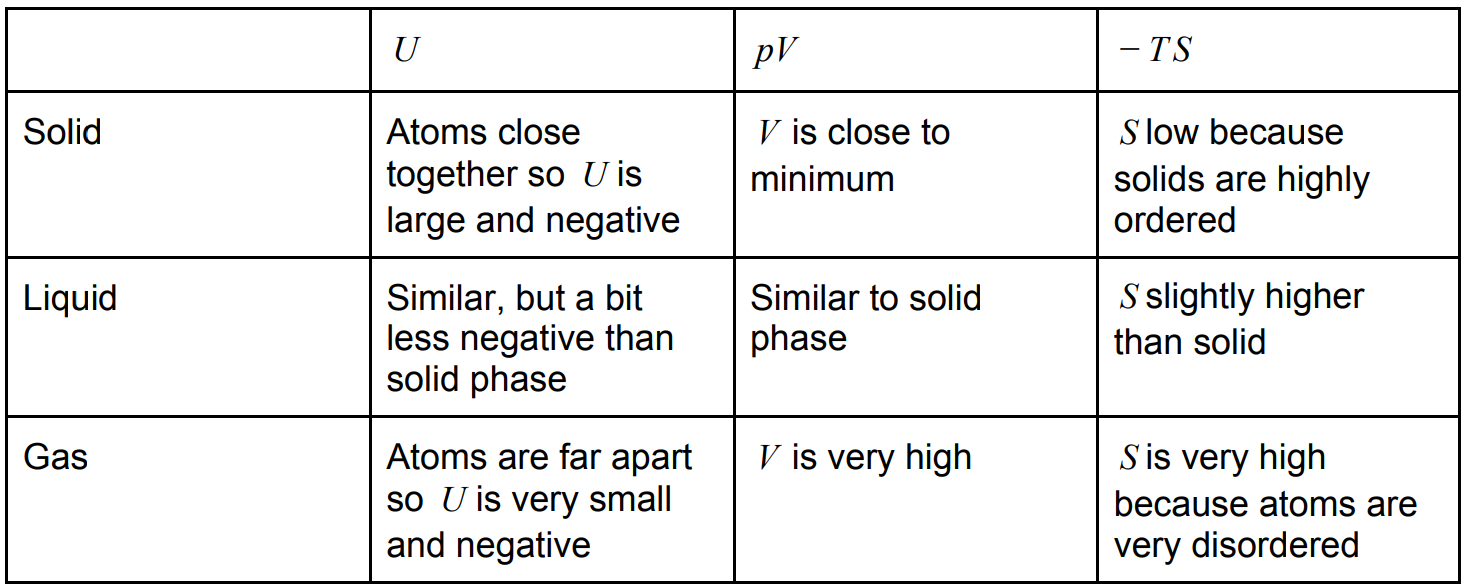 U
pV
− TS
Solid
Atoms close
together so U is
large and negative
V is close to
minimum
S low because
solids are highly
ordered
Liquid
Similar, but a bit
less negative than
solid phase
Similar to solid
phase
S slightly higher
than solid
Gas
Atoms are far apart
so U is very small
and negative
V is very high
S is very high
because atoms are
very disordered